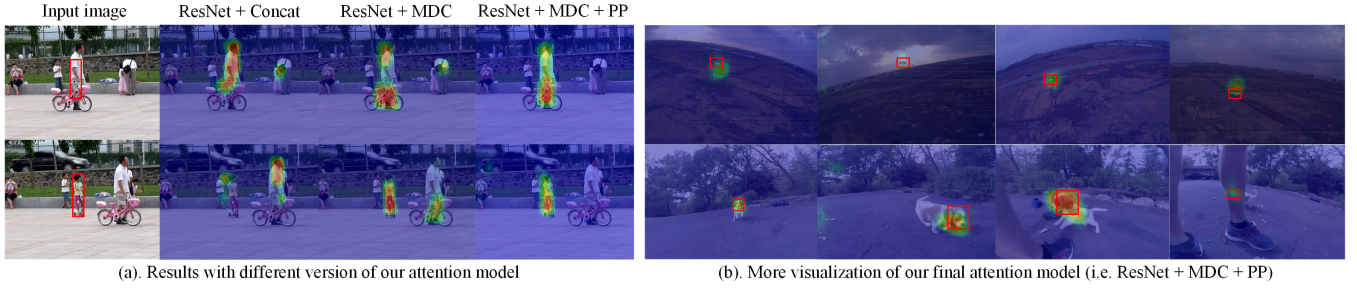 Input image ResNet + Concat ResNet + MDC ResNet + MDC + PP
(a). Results with different version of our attention model
(b). More visualization of our final attention model (i.e. ResNet + MDC + PP)